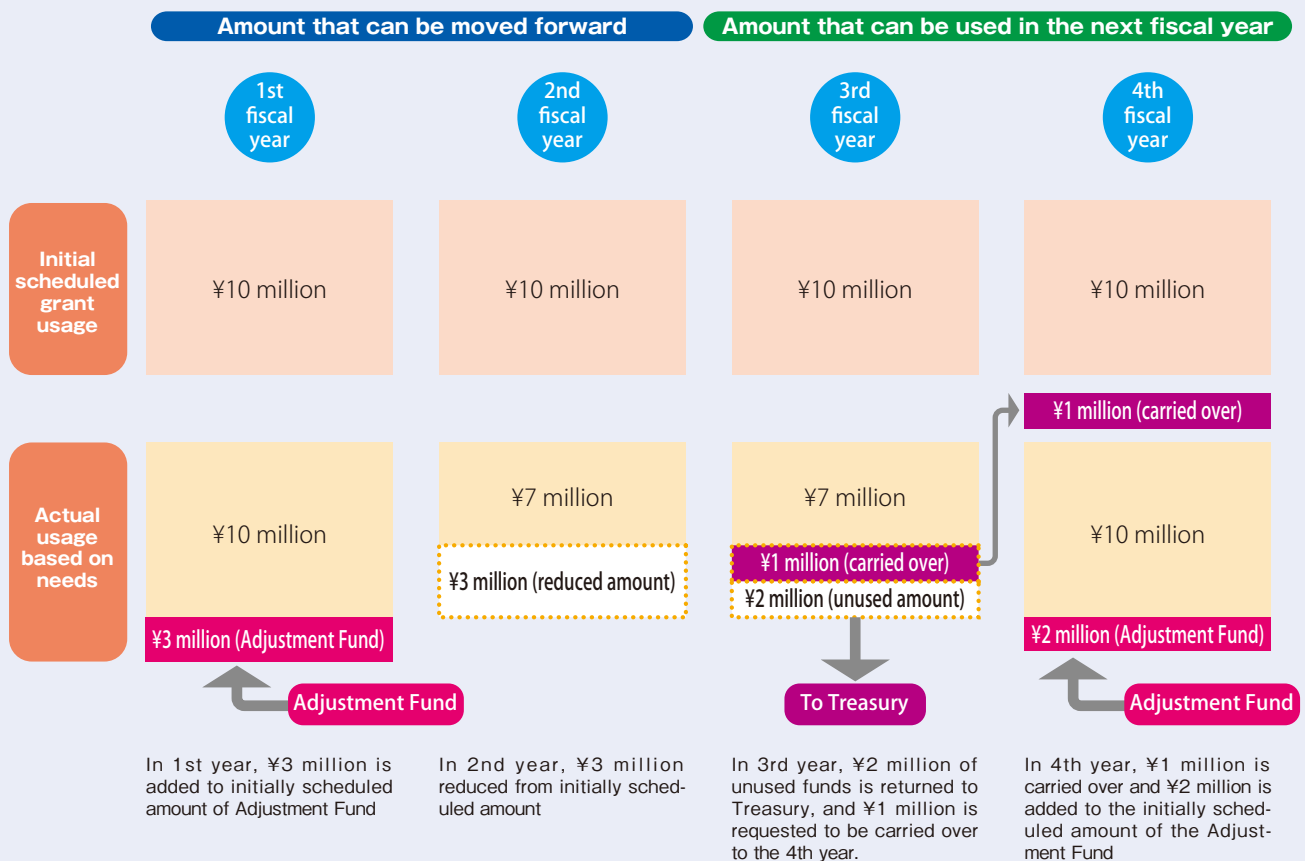 Amount that can be moved forward
Amount that can be used in the next fiscal year
1st
fiscal
year
2nd
fiscal
year
3rd
fiscal
year
4th
fiscal
year
Initial
scheduled
grant
usage
¥10 million
¥10 million
¥10 million
¥10 million
¥1 million (carried over)
Actual
usage
based on
needs
¥10 million
¥3 million (Adjustment Fund)
¥7 million
¥3 million (reduced amount)
¥7 million
¥1 million (carried over)
¥2 million (unused amount)
¥10 million
¥2 million (Adjustment Fund)
Adjustment Fund
To Treasury
Adjustment Fund
In 1st year, ¥3 million is
added to initially scheduled
amount of Adjustment Fund
In 2nd year, ¥3 million
reduced from initially sched-
uled amount
In 3rd year, ¥2 million of
unused funds is returned to
Treasury, and ¥1 million is
requested to be carried over
to the 4th year.
In 4th year, ¥1 million is
carried over and ¥2 million is
added to the initially sched-
uled amount of the Adjust-
ment Fund